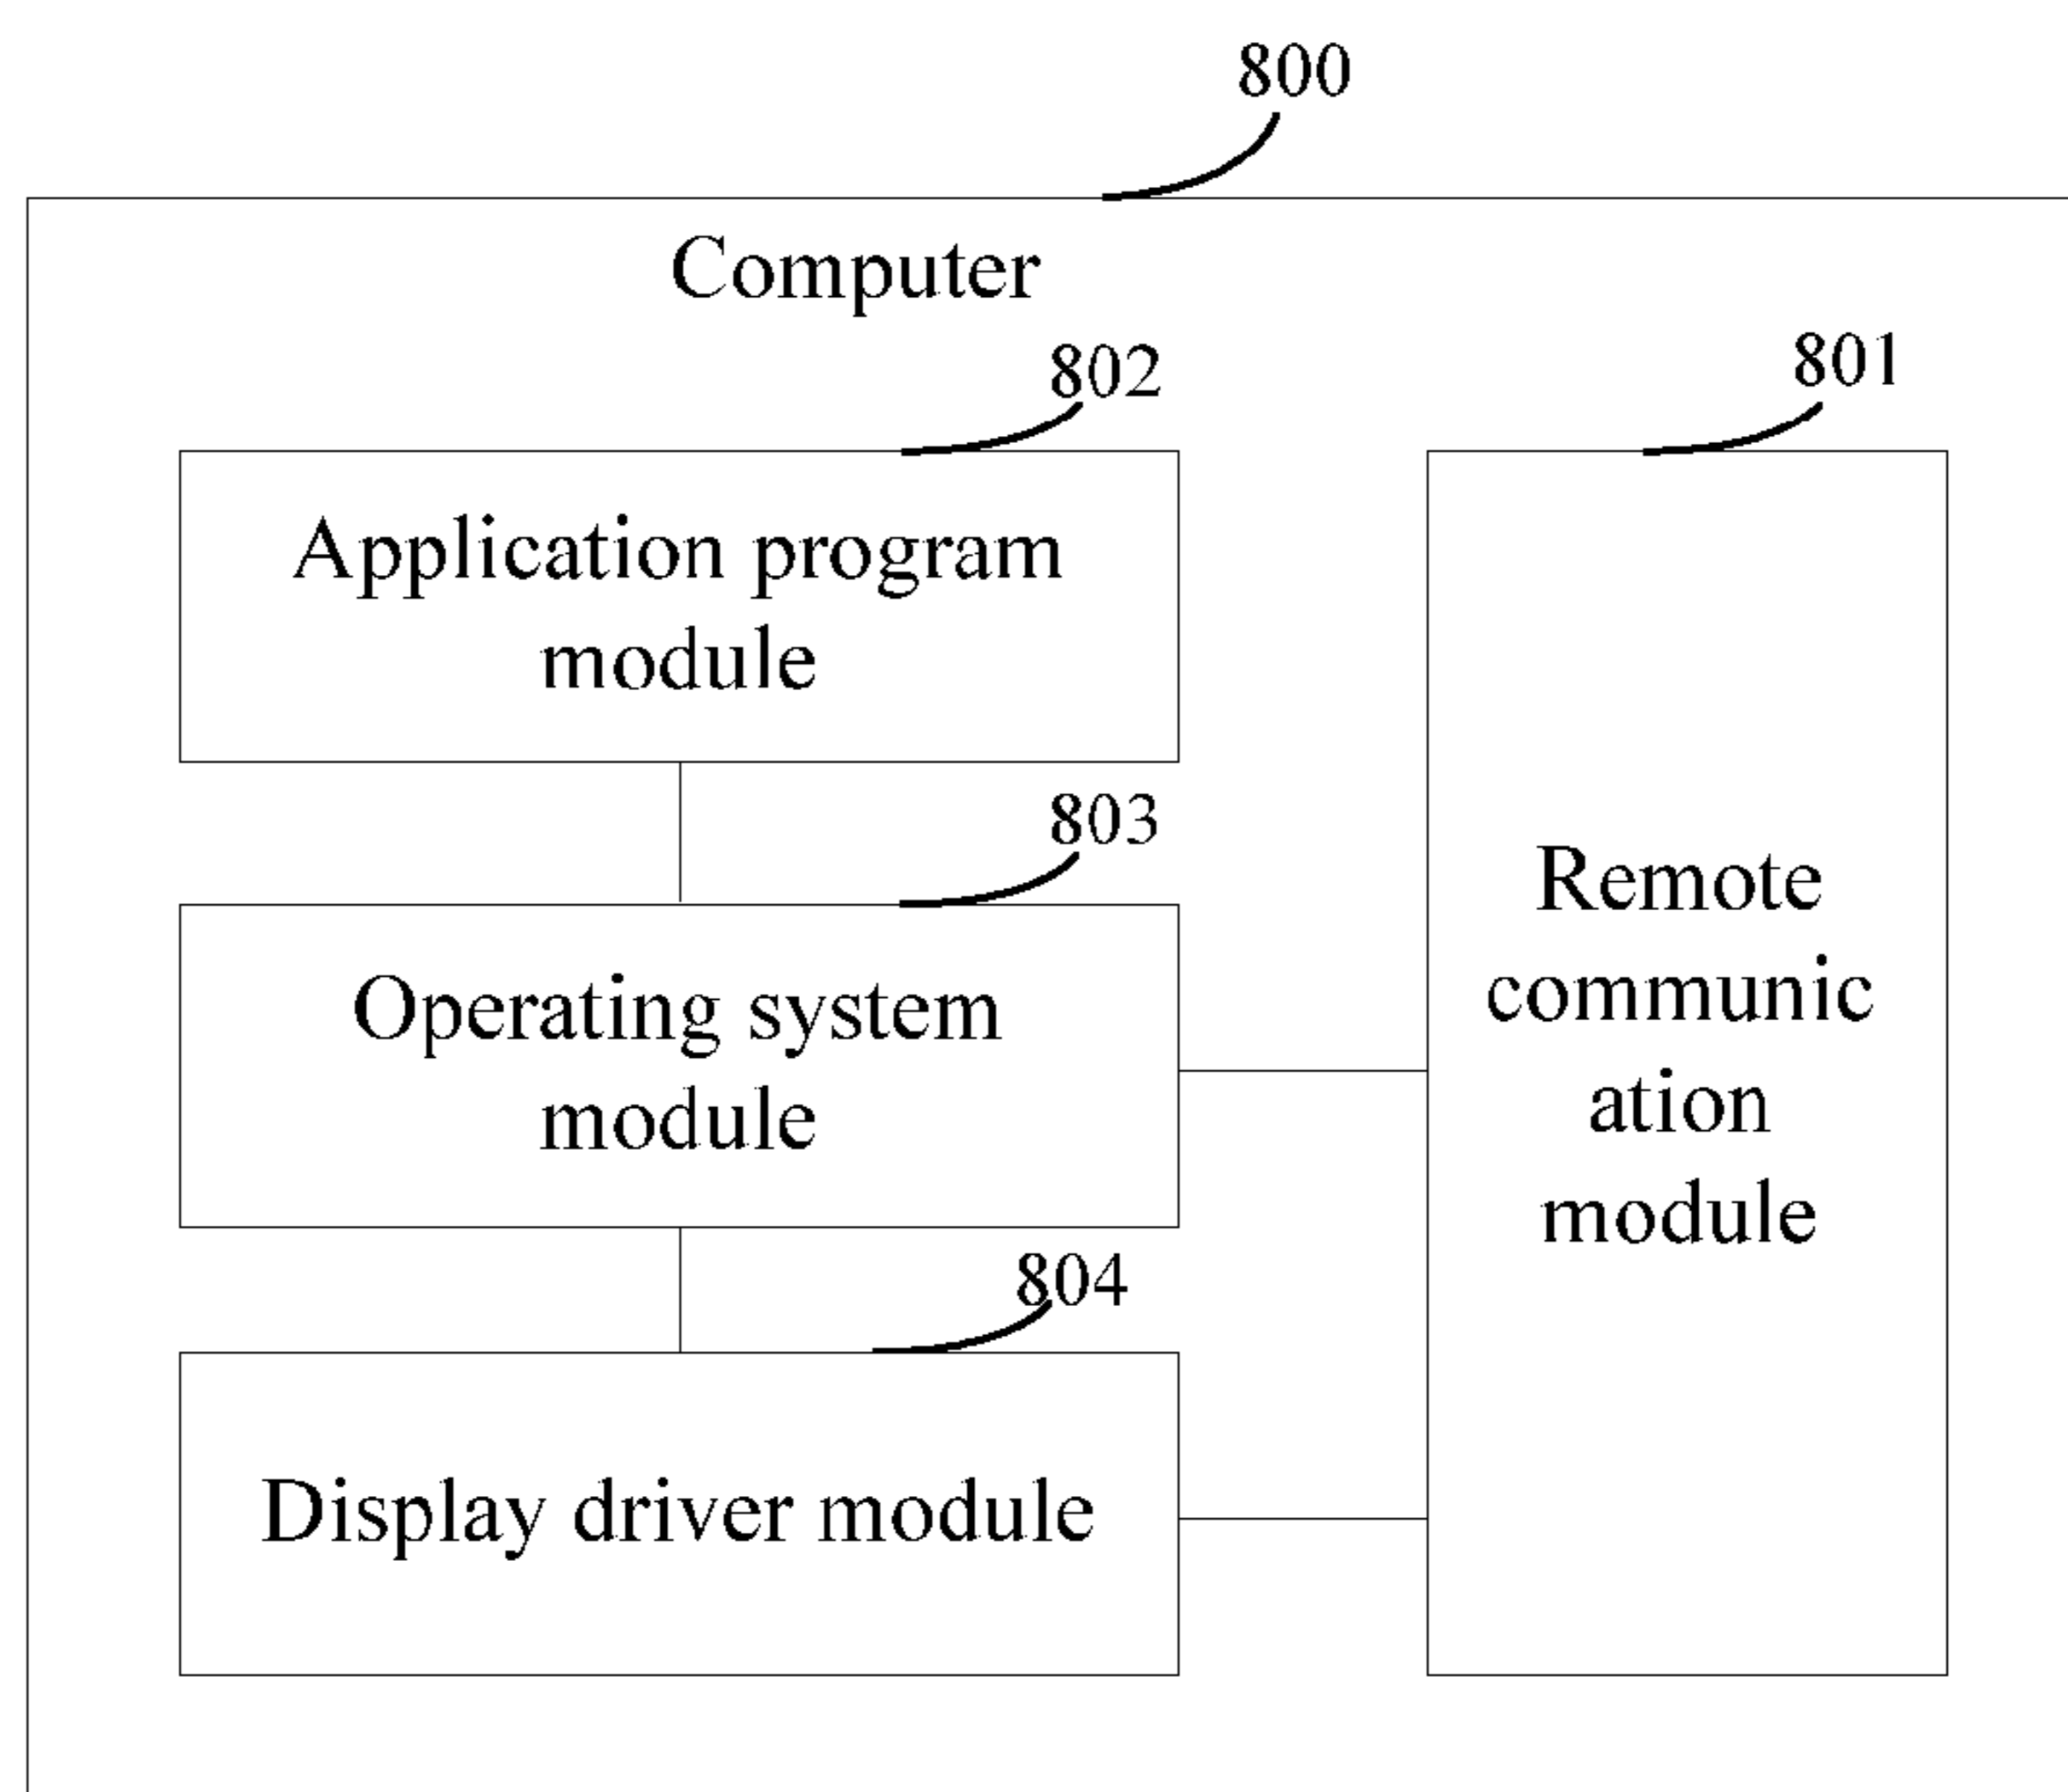 800
Computer
802
801
Application program
module
803
Operating system
module
Remote
communic
ation
module
804
Display driver module